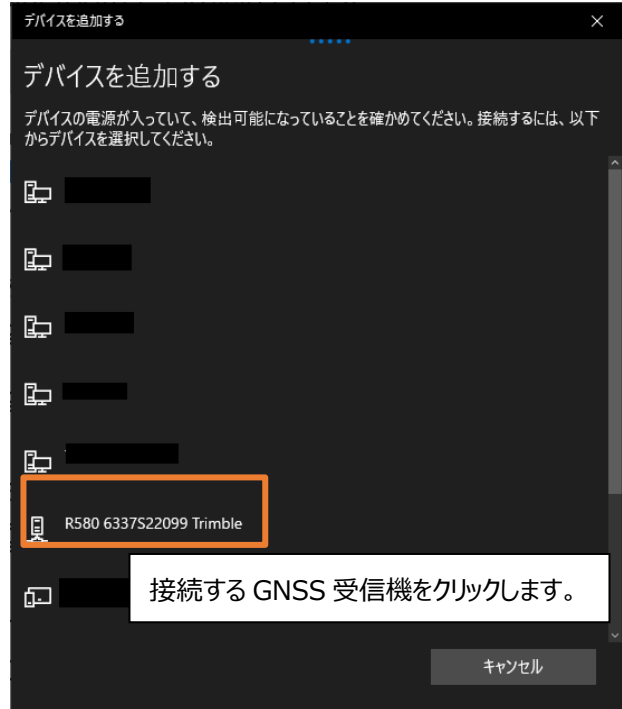 デバイスを追加する
デバイスを追加する
デバイスの電源が入っていて、検出可能になっていることを確かめてください。接続するには、以下
からデバイスを選択してください。
R580 6337S22099 Trimble
接続する GNSS 受信機をクリックします。
キャンセル